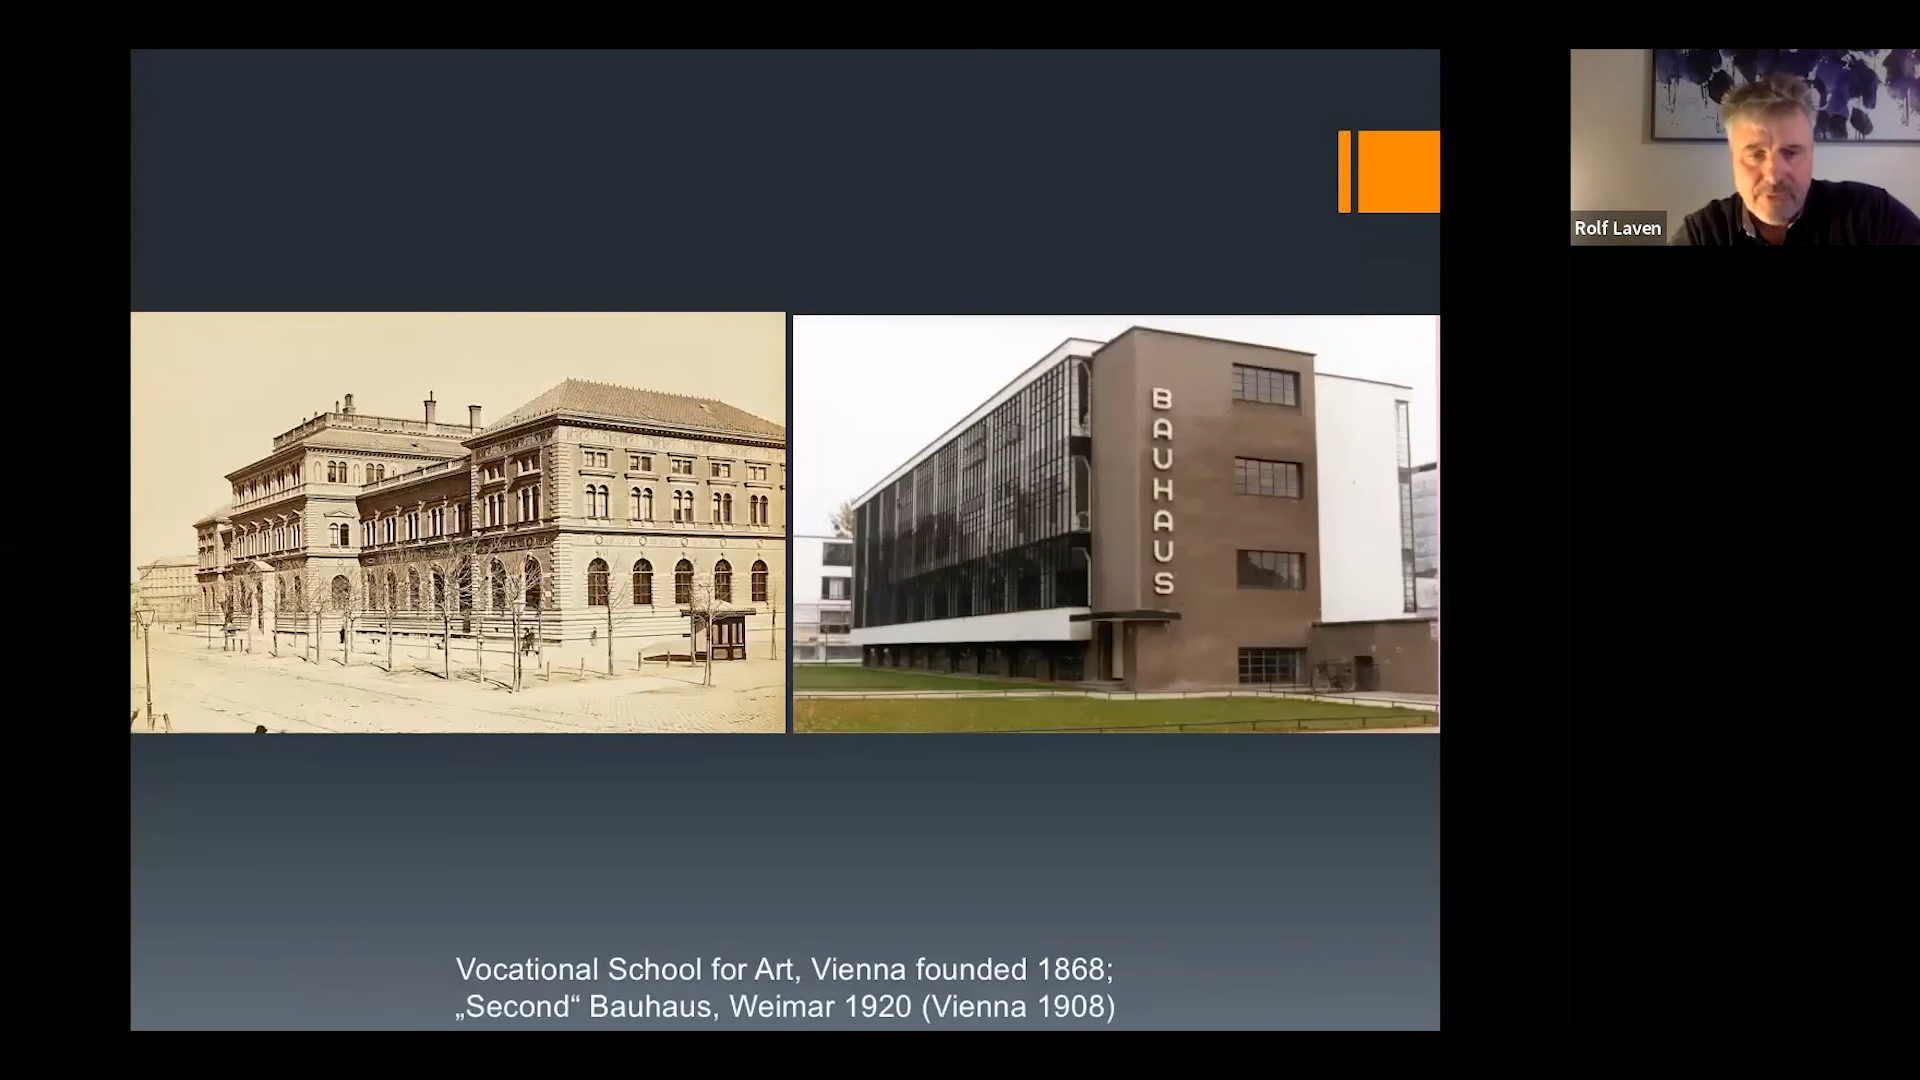 BAUHAUS
Rolf Laven
Vocational School for Art, Vienna founded 1868;
„Second“ Bauhaus, Weimar 1920 (Vienna 1908)